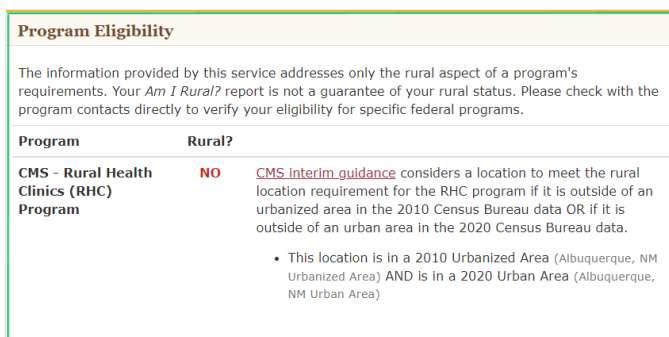 Program Eligibility
The information provided by this service addresses only the rural aspect of a program's
requirements. Your Am I Rural? report is not a guarantee of your rural status. Please check with the
program contacts directly to verify your eligibility for specific federal programs.
Program Rural?
CMS - Rural Health Clinics (RHC) Program
NO
CMS interim guidance considers a location to meet the rural
location requirement for the RHC program if it is outside of an
urbanized area in the 2010 Census Bureau data OR if it is
outside of an urban area in the 2020 Census Bureau data.
• This location is in a 2010 Urbanized Area (Albuquerque, NM
Urbanized Area) AND is in a 2020 Urban Area (Albuquerque,
NM Urban Area)